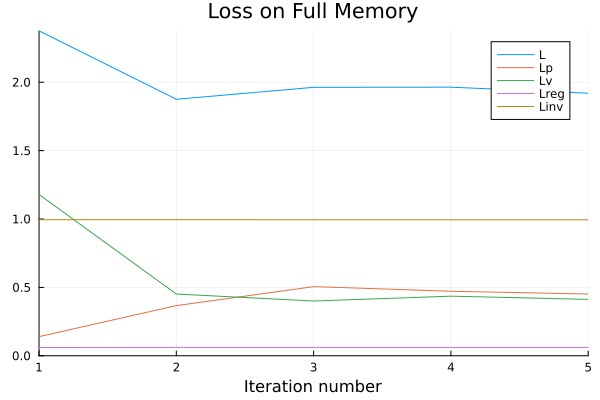 Loss on Full Memory
L
Lp
Lv
Lreg
Linv
2.0
1.5
1.0
0.5
0.0
1 2 3 4 5
Iteration number